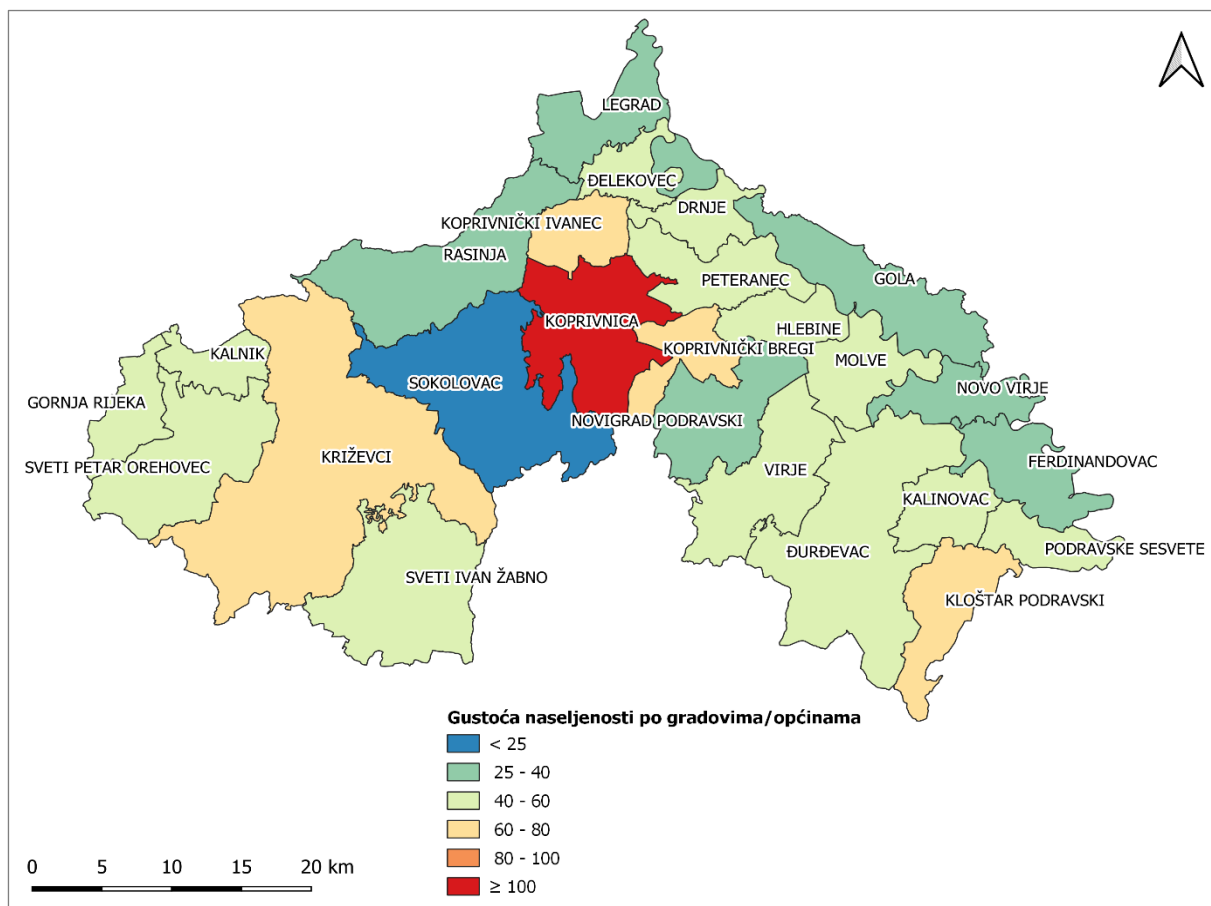 LEGRAD
ĐELEKOVEC
DRNJE
KOPRIVNIČKI IVANEC
RASINJA
PETERANEC
GOLA
KOPRIVNICA
HLEBINE
KOPRIVNIČKI BREGI
MOLVE
KALNIK
SOKOLOVAC
NOVO VIRJE
GORNJA RIJEKA
NOVIGRAD PODRAVSKI
KRIŽEVCI
FERDINANDOVAC
SVETI PETAR OREHOVEC
VIRJE
KALINOVAC
ĐURĐEVAC
PODRAVSKE SESVETE
SVETI IVAN ŽABNO
KLOŠTAR PODRAVSKI
Gustoća naseljenosti po gradovima/općinama
< 25
25 - 40
40 - 60
60 - 80
80 - 100
≥ 100
0 5 10 15 20 km